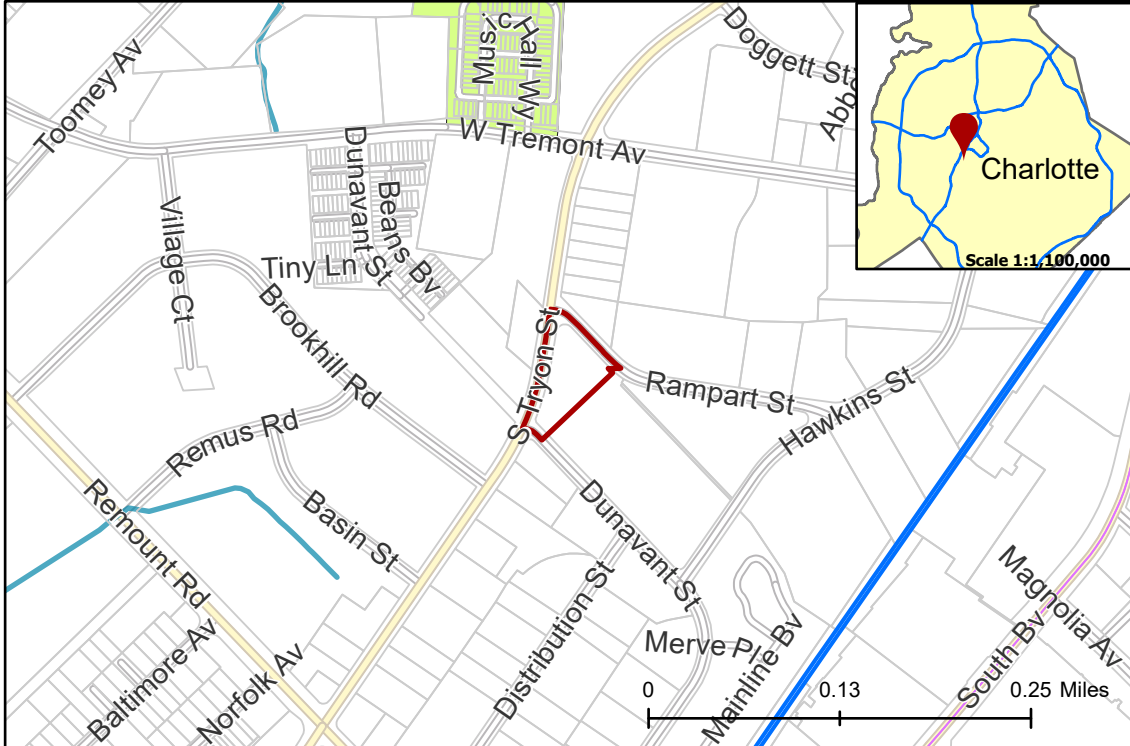 Toomey Av
Music Hall Wy
Doggett
W Tremont Av
Charlotte
Scale 1:1,100,000
Dunavant St
Beans Bv
Village Ct
Tiny Ln
Brookhill Rd
S Tryon St
Rampart St
Hawkins St
Remus Rd
Remount Rd
Basin St
Dunavant St
Distribution St
Magnolia Av
Merve Pl
Mainline Bv
South Bv
Baltimore Av
Norfolk Av
0 0.13 0.25 Miles